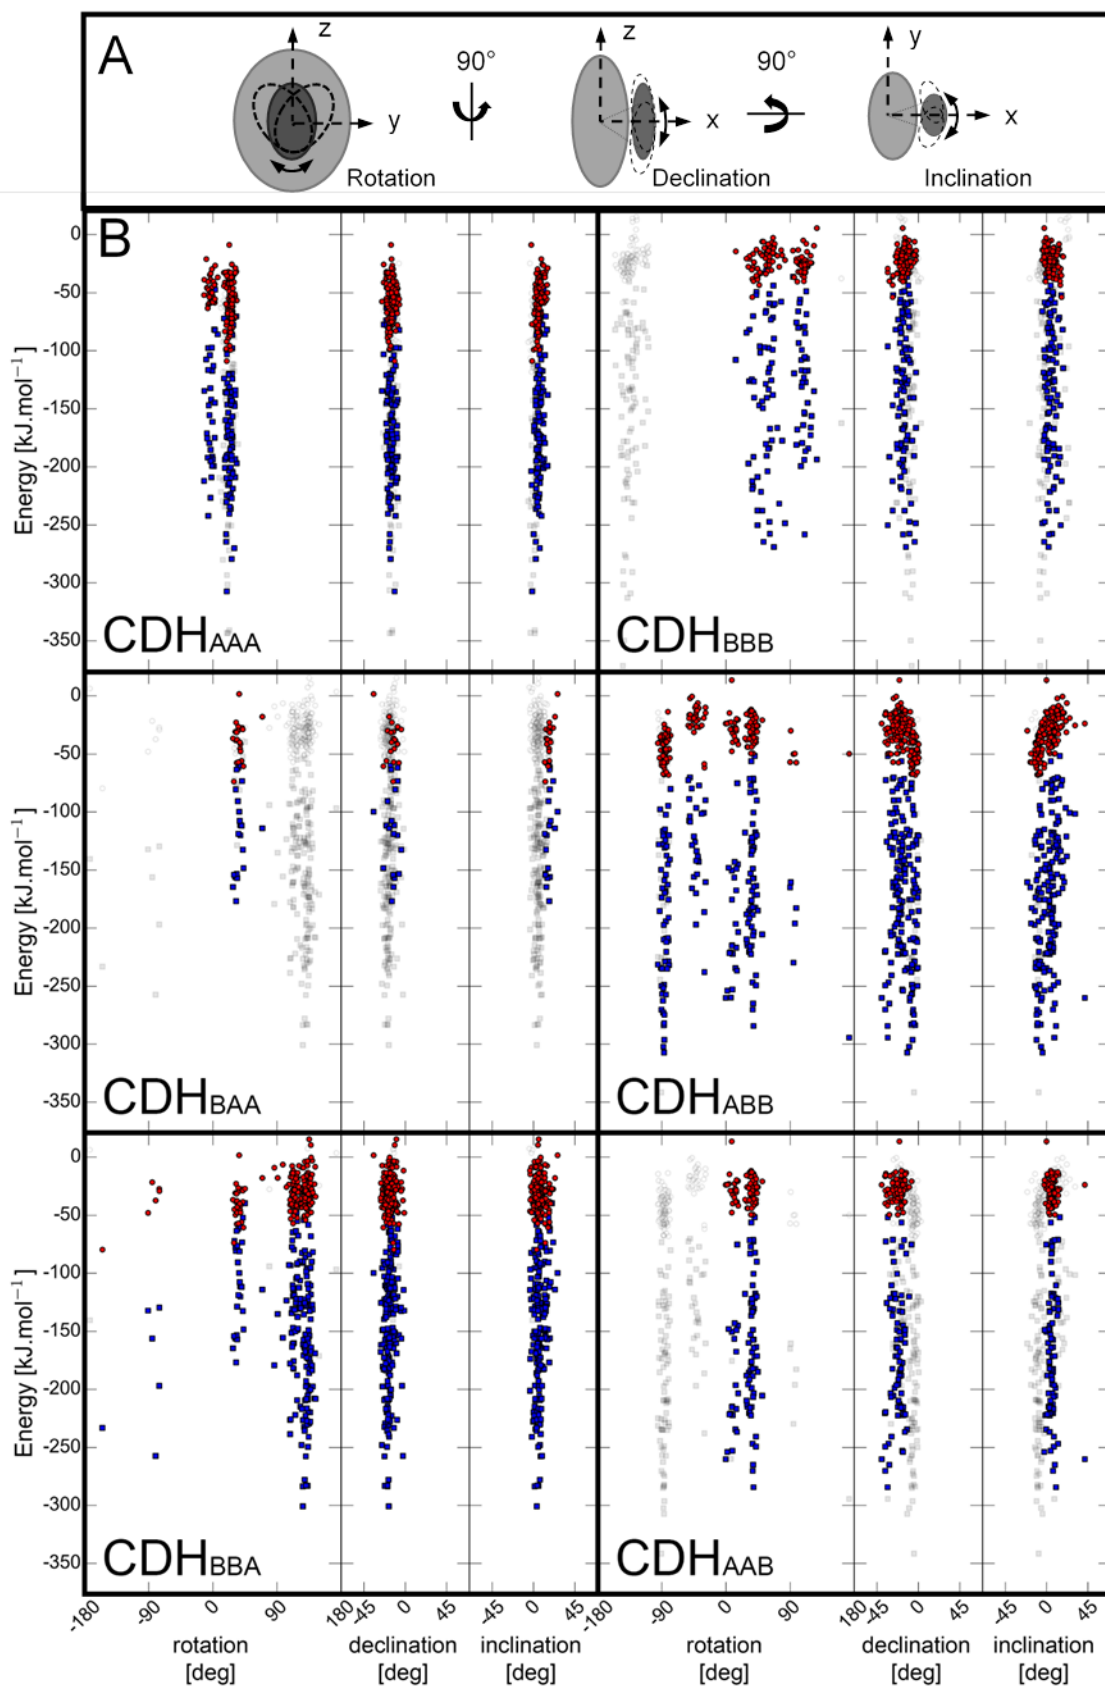 A
z
y
Rotation
90°
z
x
Declination
90°
y
x
Inclination
B
0
-50
-100
-150
-200
-250
-300
-350
Energy [kJ.mol⁻¹]
CDHAAA
CDHBBB
0
-50
-100
-150
-200
-250
-300
-350
Energy [kJ.mol⁻¹]
CDHBAA
CDHABB
0
-50
-100
-150
-200
-250
-300
-350
Energy [kJ.mol⁻¹]
CDHBBA
CDHAAB
-180 -90 0 90 180 -45 0 45 -45 0 45 -180 -90 0 90 180 -45 0 45 -45 0 45
rotation declination inclination rotation declination inclination
[deg] [deg] [deg] [deg] [deg] [deg]